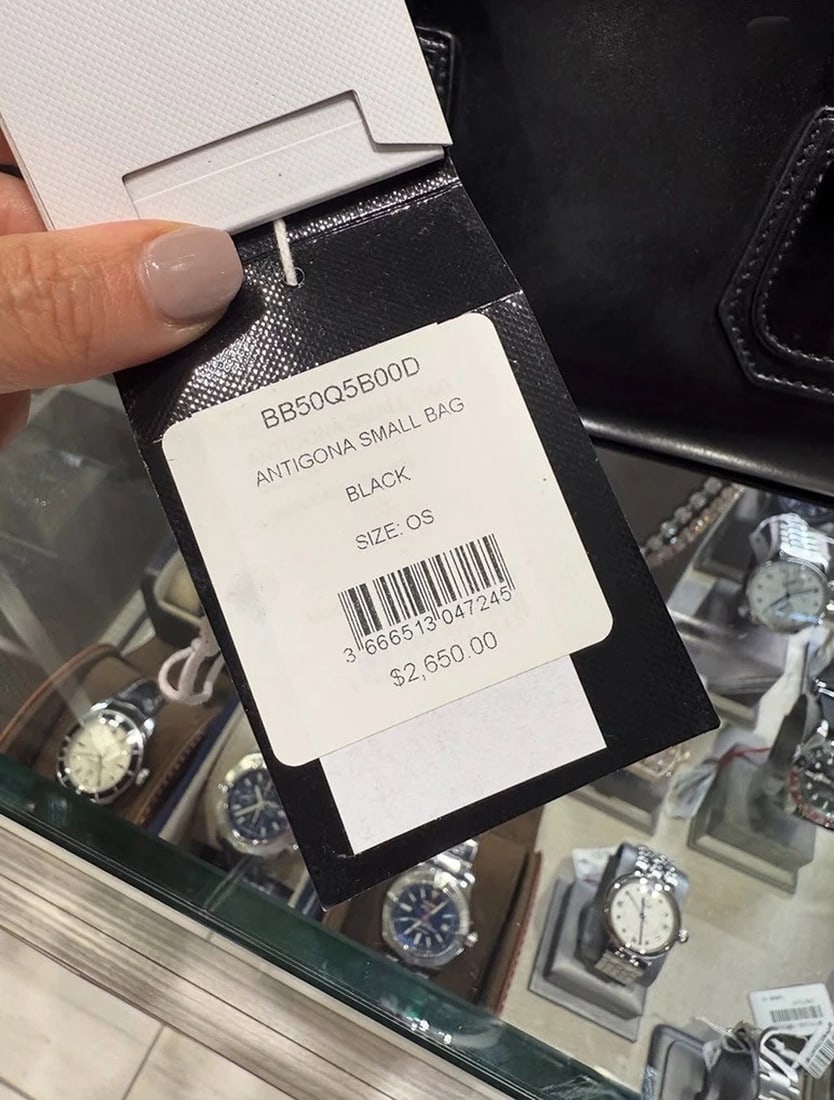 BB50Q5B00D
ANTIGONA SMALL BAG
BLACK
SIZE: OS
3 666513 047245
$2,650.00